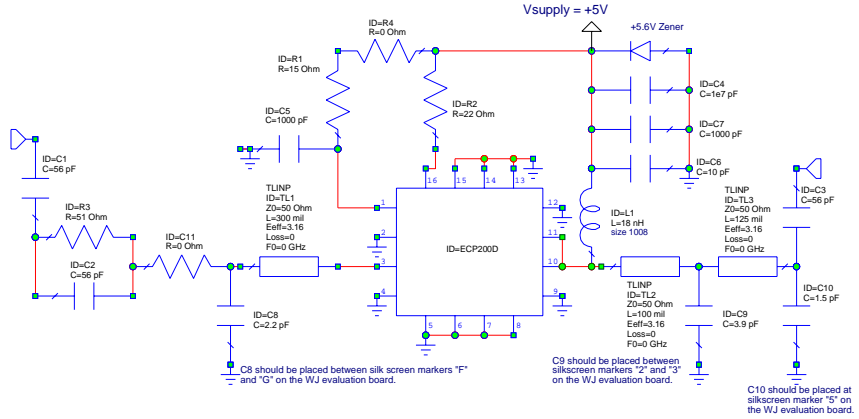 Vsupply = +5V
ID=R4
R=0 Ohm
+5.6V Zener
ID=R1
R=15 Ohm
ID=C5
C=1000 pF
ID=R2
R=22 Ohm
ID=C4
C=1e7 pF
ID=C7
C=1000 pF
ID=C6
C=10 pF
ID=C1
C=56 pF
ID=R3
R=51 Ohm
ID=C2
C=56 pF
ID=C11
R=0 Ohm
TLINP
ID=TL1
Z0=50 Ohm
L=300 mil
Eeff=3.16
Loss=0
F0=0 GHz
ID=C8
C=2.2 pF
16
15
14
13
1
2
3
4
12
11
10
9
5
6
7
8
ID=ECP200D
ID=L1
L=18 nH
size 1008
TLINP
ID=TL3
Z0=50 Ohm
L=125 mil
Eeff=3.16
Loss=0
F0=0 GHz
ID=C3
C=56 pF
TLINP
ID=TL2
Z0=50 Ohm
L=100 mil
Eeff=3.16
Loss=0
F0=0 GHz
ID=C9
C=3.9 pF
ID=C10
C=1.5 pF
C8 should be placed between silk screen markers "F"
and "G" on the WJ evaluation board.
C9 should be placed between
silkscreen markers "2" and "3"
on the WJ evaluation board.
C10 should be placed at
silkscreen marker "5" on
the WJ evaluation board.